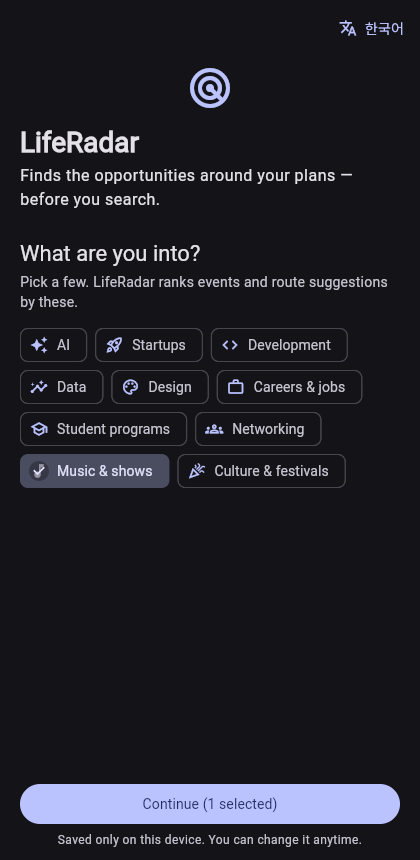 한국어
LifeRadar
Finds the opportunities around your plans —
before you search.
What are you into?
Pick a few. LifeRadar ranks events and route suggestions
by these.
AI Startups Development
Data Design Careers & jobs
Student programs Networking
Music & shows Culture & festivals
Continue (1 selected)
Saved only on this device. You can change it anytime.